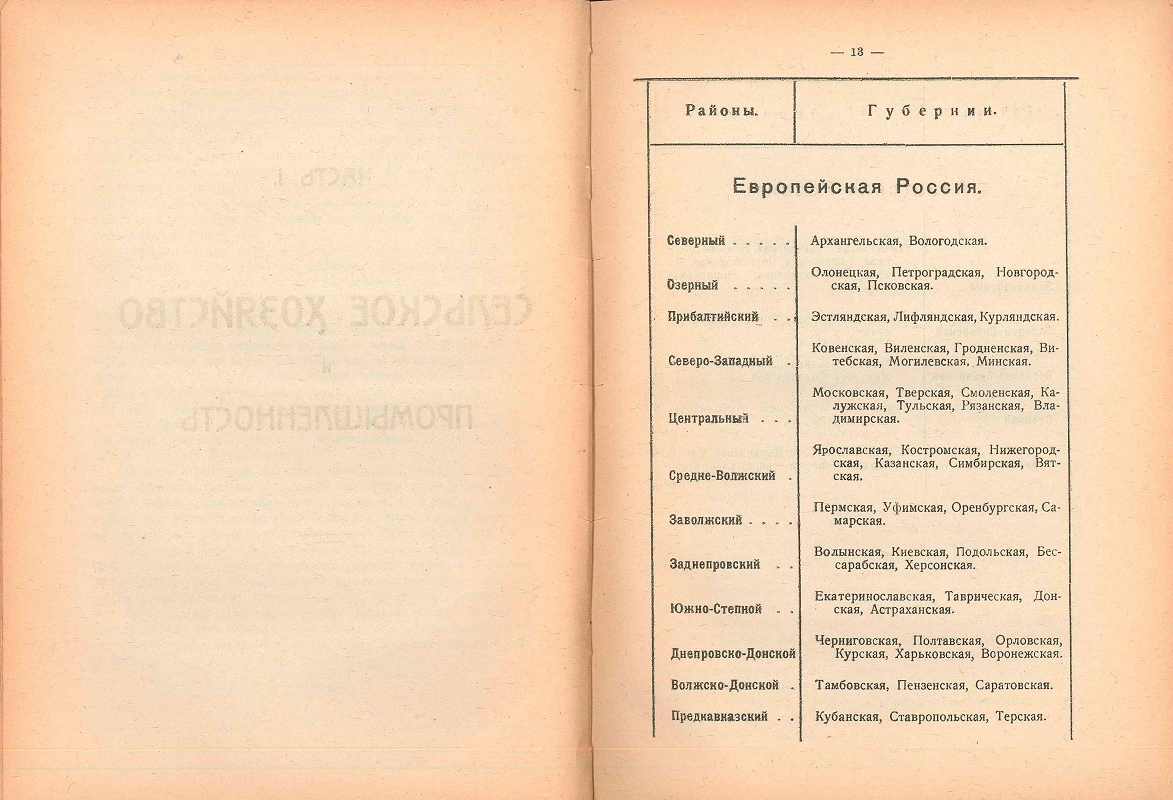 — 13 —
Районы. Губернии.
Европейская Россия.
Северный . . . . . Архангельская, Вологодская.
Олонецкая, Петроградская, Новгород-
Озерный . . . . . ская, Псковская.
Прибалтийский . . Эстляндская, Лифляндская, Курляндская.
Ковенская, Виленская, Гродненская, Ви-
Северо-Западный . тебская, Могилевская, Минская.
Московская, Тверская, Смоленская, Ка-
лужская, Тульская, Рязанская, Вла-
Центральный . . . димирская.
Ярославская, Костромская, Нижегород-
ская, Казанская, Симбирская, Вят-
Средне-Волжский . ская.
Пермская, Уфимская, Оренбургская, Са-
Заволжский . . . . марская.
Волынская, Киевская, Подольская, Бес-
Заднепровский . . сарабская, Херсонская.
Екатеринославская, Таврическая, Дон-
Южно-Степной . . ская, Астраханская.
Черниговская, Полтавская, Орловская,
Днепровско-Донской Курская, Харьковская, Воронежская.
Волжско-Донской . Тамбовская, Пензенская, Саратовская.
Предкавказский . . Кубанская, Ставропольская, Терская.